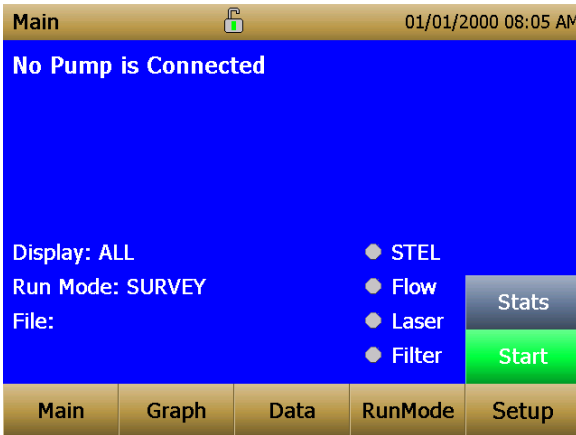 Main 01/01/2000 08:05 AM
No Pump is Connected
Display: ALL
Run Mode: SURVEY
File:
STEL
Flow
Laser
Filter
Stats
Start
Main Graph Data RunMode Setup